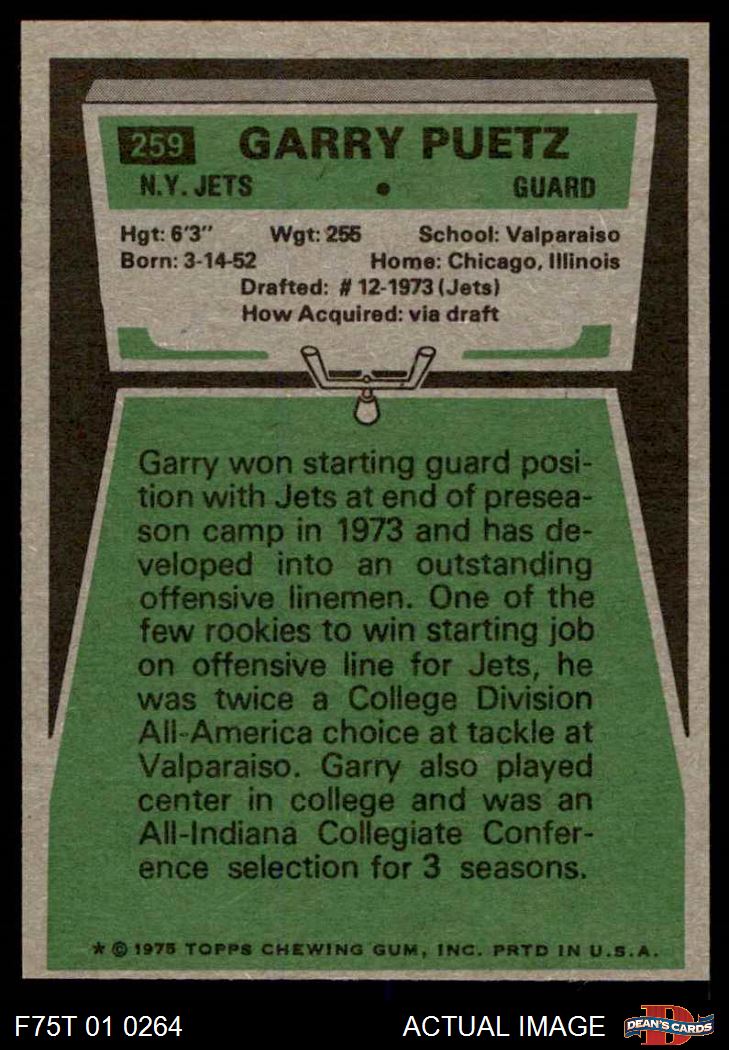 259 GARRY PUETZ
N.Y. JETS • GUARD
Hgt: 6'3" Wgt: 255 School: Valparaiso
Born: 3-14-52 Home: Chicago, Illinois
Drafted: # 12-1973 (Jets)
How Acquired: via draft
Garry won starting guard posi-
tion with Jets at end of presea-
son camp in 1973 and has de-
veloped into an outstanding
offensive linemen. One of the
few rookies to win starting job
on offensive line for Jets, he
was twice a College Division
All-America choice at tackle at
Valparaiso. Garry also played
center in college and was an
All-Indiana Collegiate Confer-
ence selection for 3 seasons.
* © 1975 TOPPS CHEWING GUM, INC. PRTD IN U.S.A.
F75T 01 0264 ACTUAL IMAGE D DEAN'S CARDS